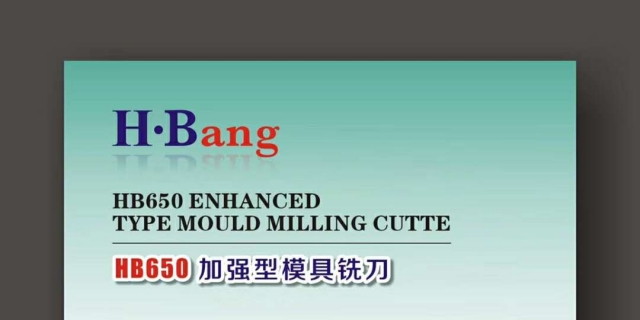 H·Bang
HB650 ENHANCED
TYPE MOULD MILLING CUTTE
HB650 加强型模具铣刀